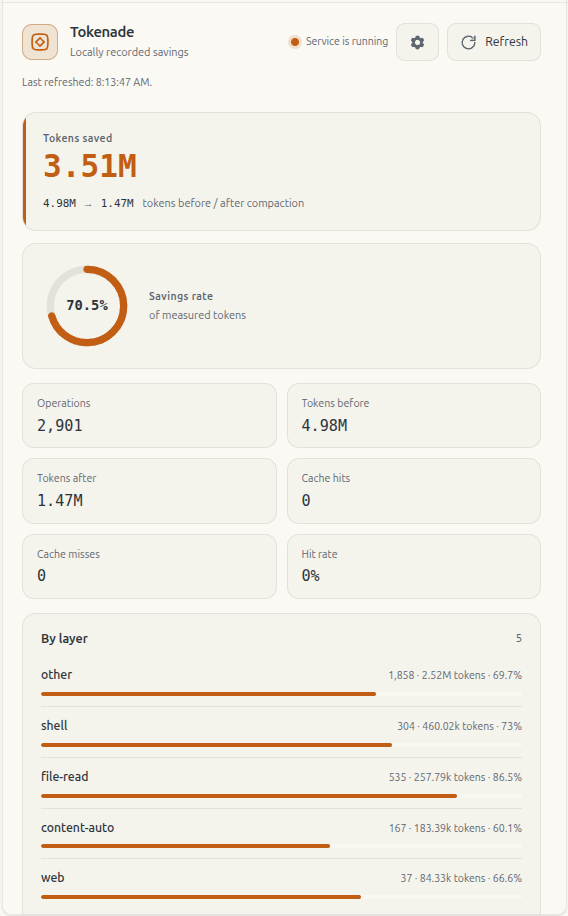 Tokenade
Locally recorded savings
Service is running
Refresh
Last refreshed: 8:13:47 AM.
Tokens saved
3.51M
4.98M → 1.47M tokens before / after compaction
70.5%
Savings rate
of measured tokens
Operations
2,901
Tokens before
4.98M
Tokens after
1.47M
Cache hits
0
Cache misses
0
Hit rate
0%
By layer 5
other 1,858 · 2.52M tokens · 69.7%
shell 304 · 460.02k tokens · 73%
file-read 535 · 257.79k tokens · 86.5%
content-auto 167 · 183.39k tokens · 60.1%
web 37 · 84.33k tokens · 66.6%